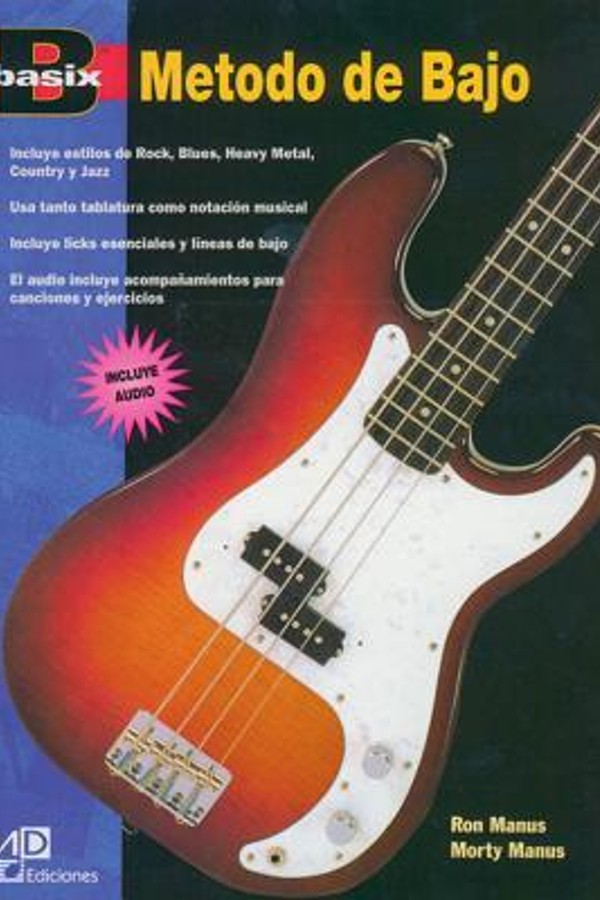 B
basix
Metodo de Bajo
Incluye estilos de Rock, Blues, Heavy Metal,
Country y Jazz
Usa tanto tablatura como notación musical
Incluye licks esenciales y líneas de bajo
El audio incluye acompañamientos para
canciones y ejercicios
INCLUYE
AUDIO
Ron Manus
Morty Manus
AD
Ediciones